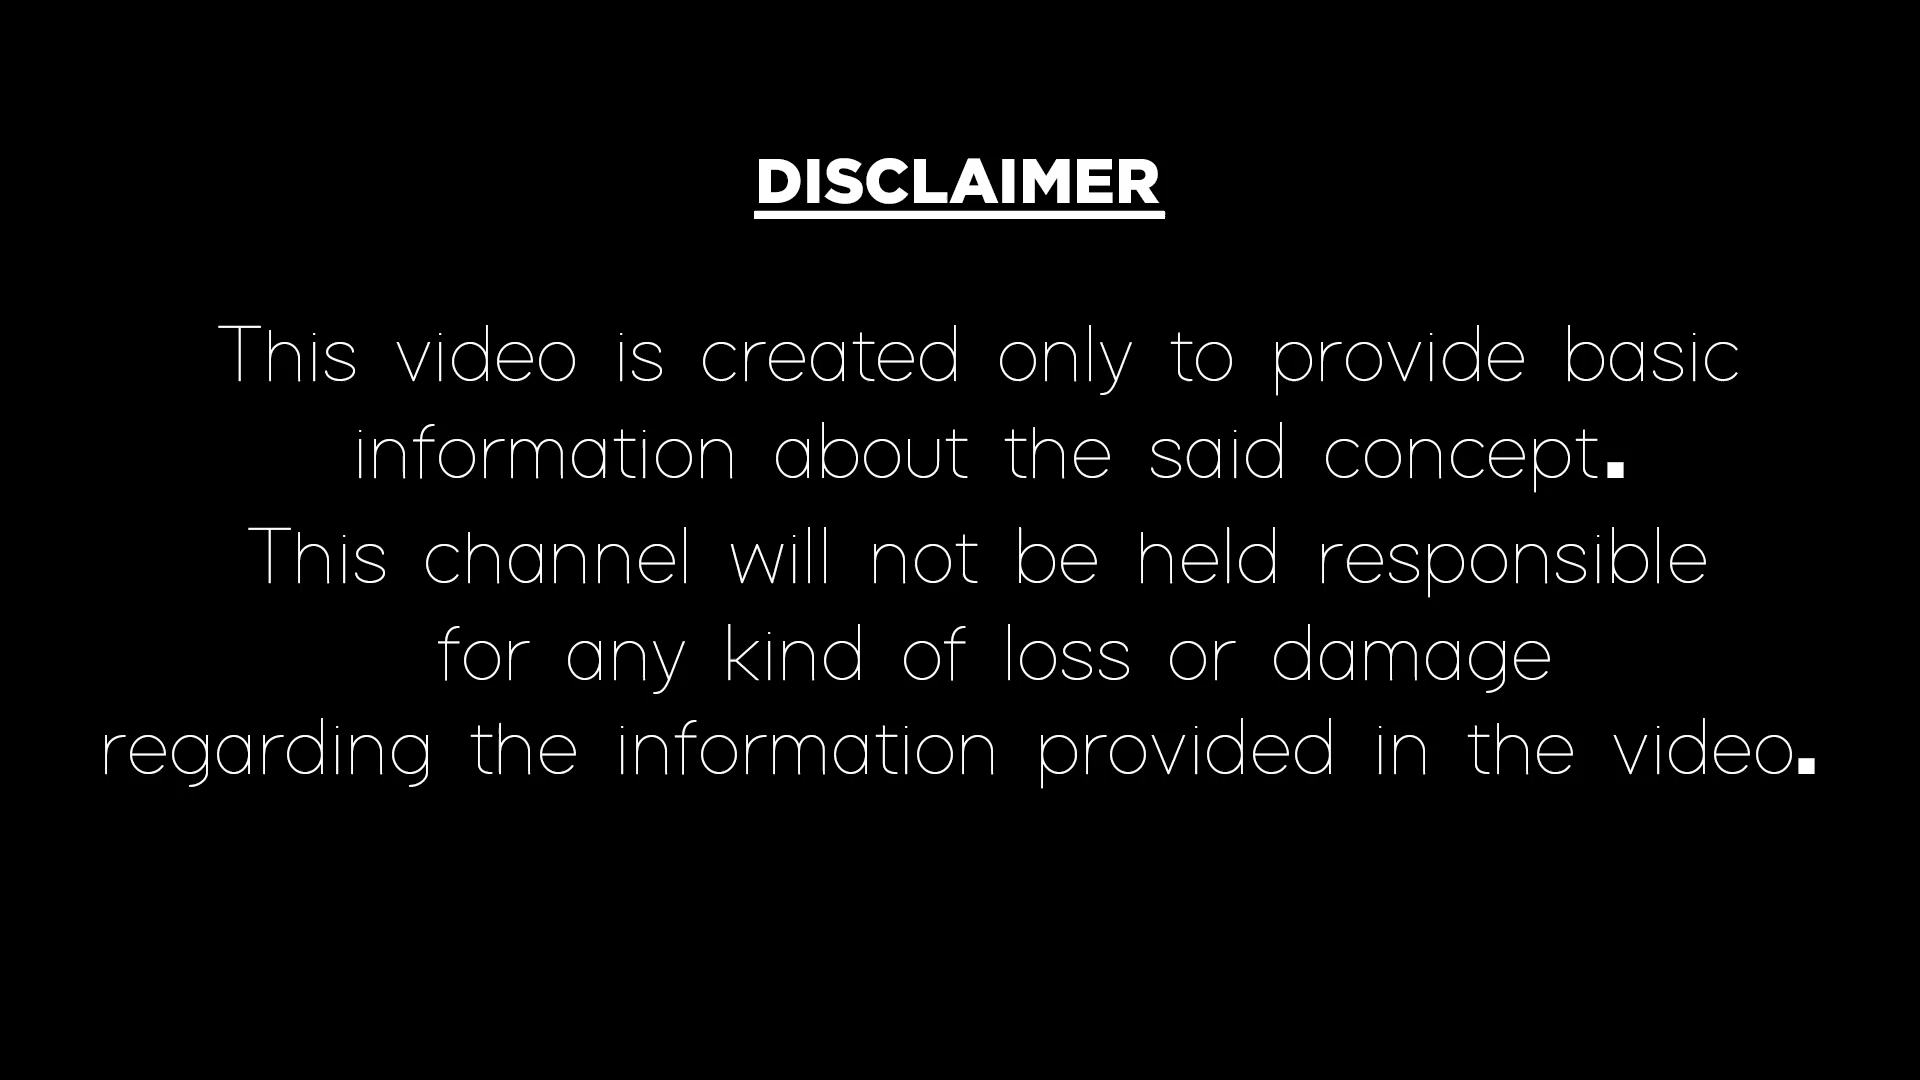 DISCLAIMER
This video is created only to provide basic
information about the said concept.
This channel will not be held responsible
for any kind of loss or damage
regarding the information provided in the video.